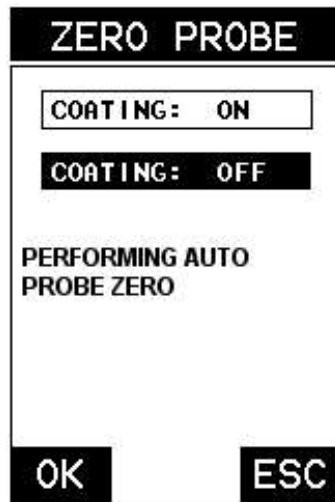 ZERO PROBE
COATING: ON
COATING: OFF
PERFORMING AUTO
PROBE ZERO
OK ESC